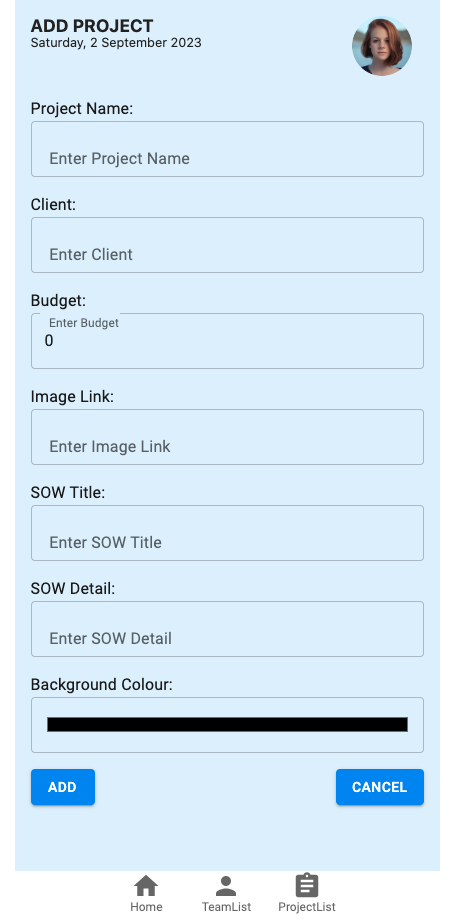 ADD PROJECT
Saturday, 2 September 2023
Project Name:
Enter Project Name
Client:
Enter Client
Budget:
Enter Budget
0
Image Link:
Enter Image Link
SOW Title:
Enter SOW Title
SOW Detail:
Enter SOW Detail
Background Colour:
ADD CANCEL
Home TeamList ProjectList